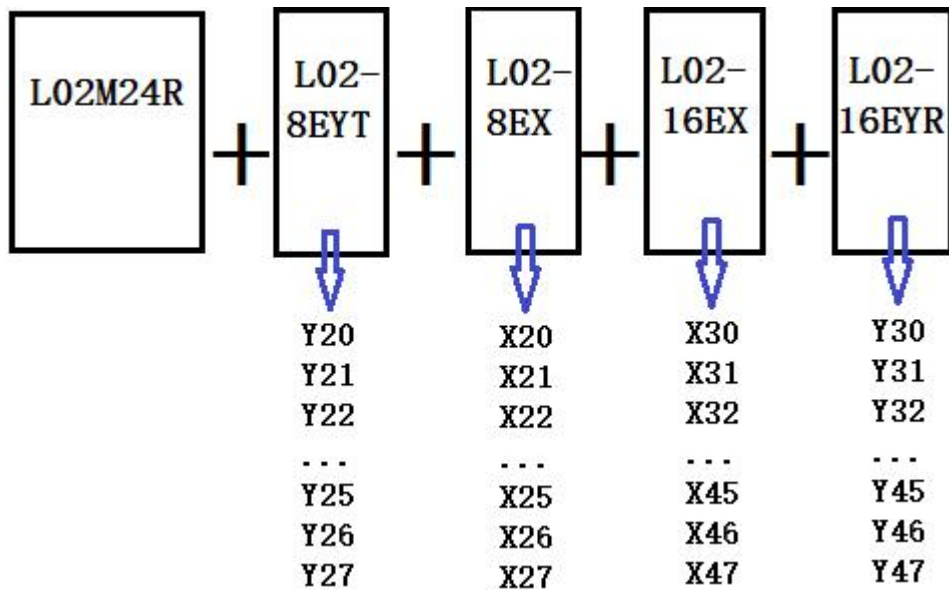 L02M24R
+
L02-
8EYT
+
L02-
8EX
+
L02-
16EX
+
L02-
16EYR
Y20
Y21
Y22
...
Y25
Y26
Y27
X20
X21
X22
...
X25
X26
X27
X30
X31
X32
...
X45
X46
X47
Y30
Y31
Y32
...
Y45
Y46
Y47